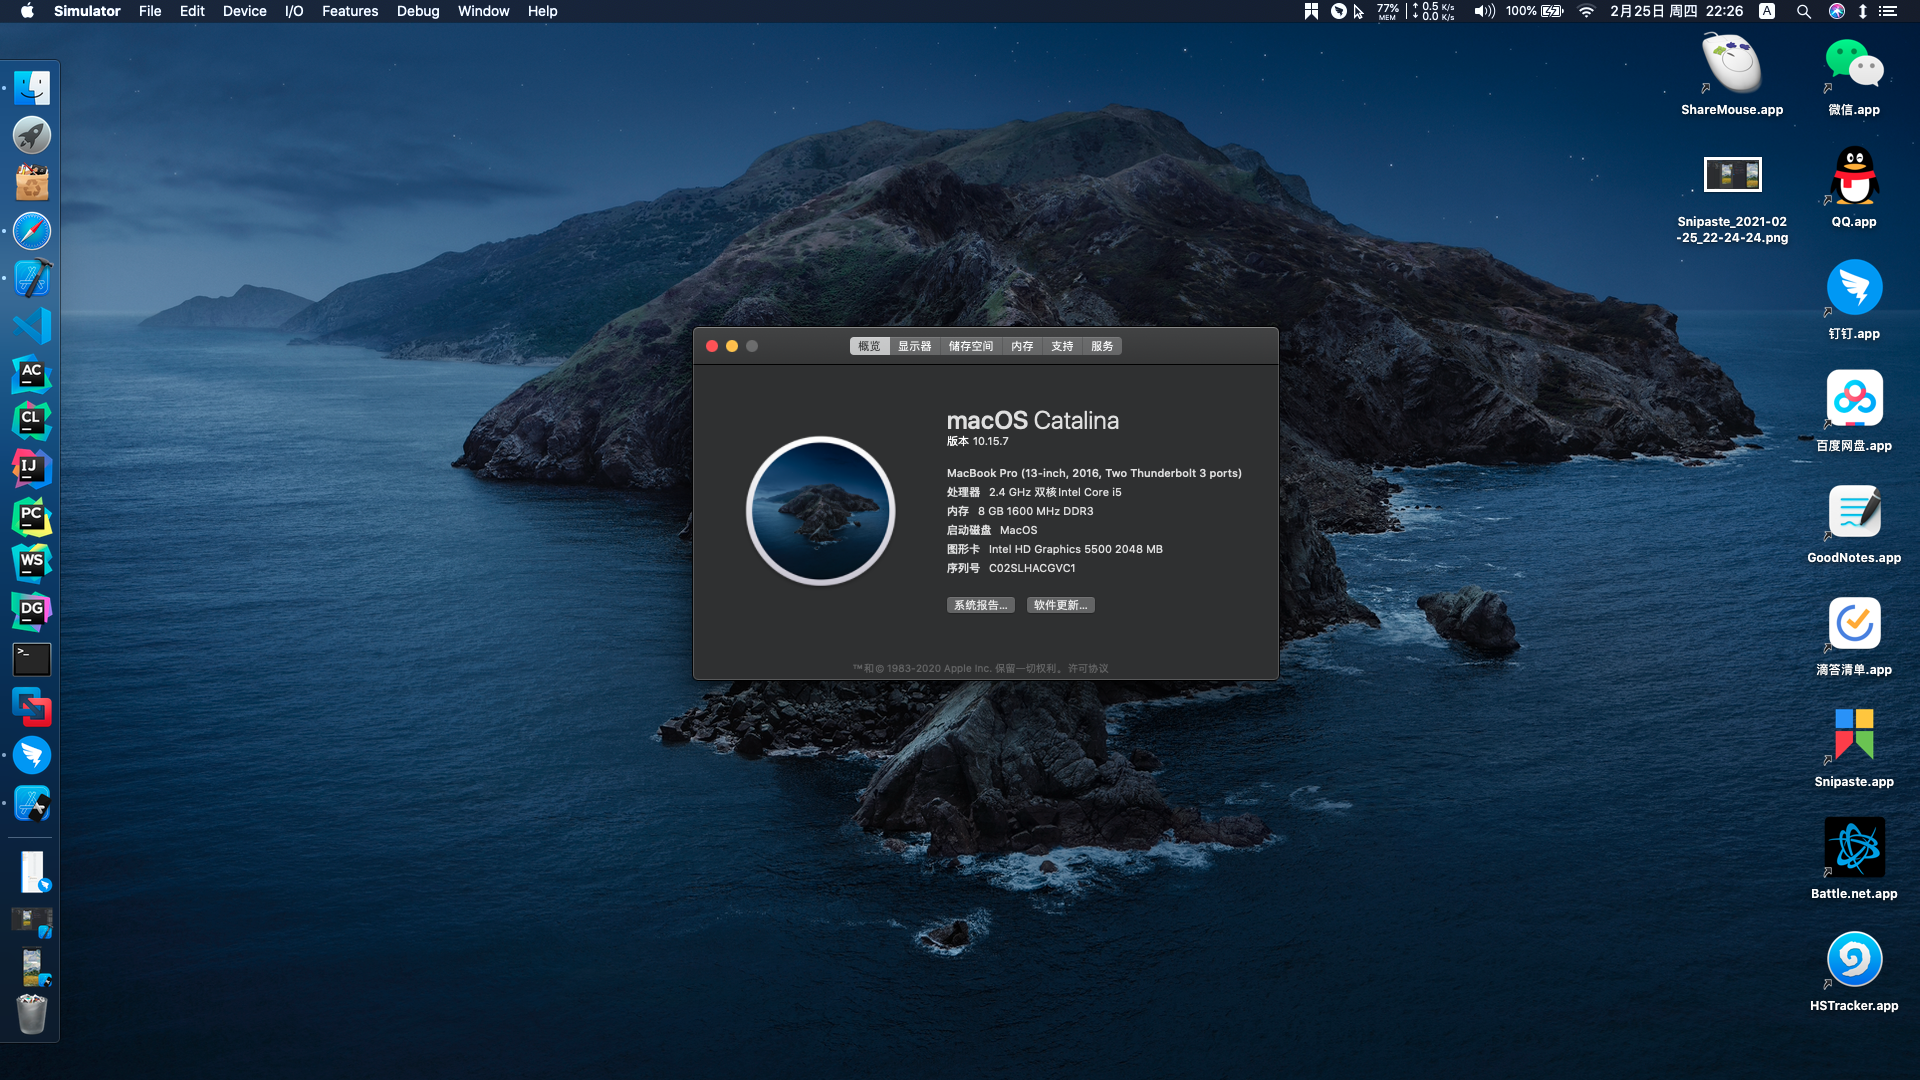 Simulator File Edit Device I/O Features Debug Window Help
77% MEM ↑ 0.5 K/s ↓ 0.0 K/s 100% 2月25日 周四 22:26 A
ShareMouse.app
微信.app
Snipaste_2021-02
-25_22-24-24.png
QQ.app
钉钉.app
百度网盘.app
GoodNotes.app
滴答清单.app
Snipaste.app
Battle.net.app
HSTracker.app
AC
CL
IJ
PC
WS
DG
>_
概览 显示器 储存空间 内存 支持 服务
macOS Catalina
版本 10.15.7
MacBook Pro (13-inch, 2016, Two Thunderbolt 3 ports)
处理器 2.4 GHz 双核Intel Core i5
内存 8 GB 1600 MHz DDR3
启动磁盘 MacOS
图形卡 Intel HD Graphics 5500 2048 MB
序列号 C02SLHACGVC1
系统报告... 软件更新...
™和© 1983-2020 Apple Inc. 保留一切权利。许可协议